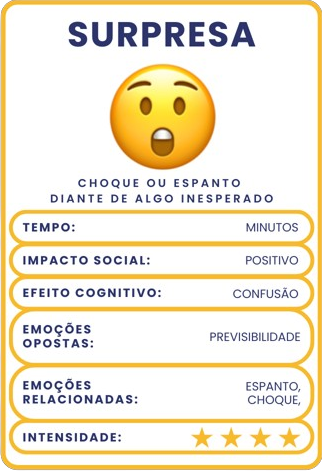 SURPRESA
CHOQUE OU ESPANTO
DIANTE DE ALGO INESPERADO
TEMPO: MINUTOS
IMPACTO SOCIAL: POSITIVO
EFEITO COGNITIVO: CONFUSÃO
EMOÇÕES
OPOSTAS:
PREVISIBILIDADE
EMOÇÕES
RELACIONADAS:
ESPANTO,
CHOQUE,
INTENSIDADE: